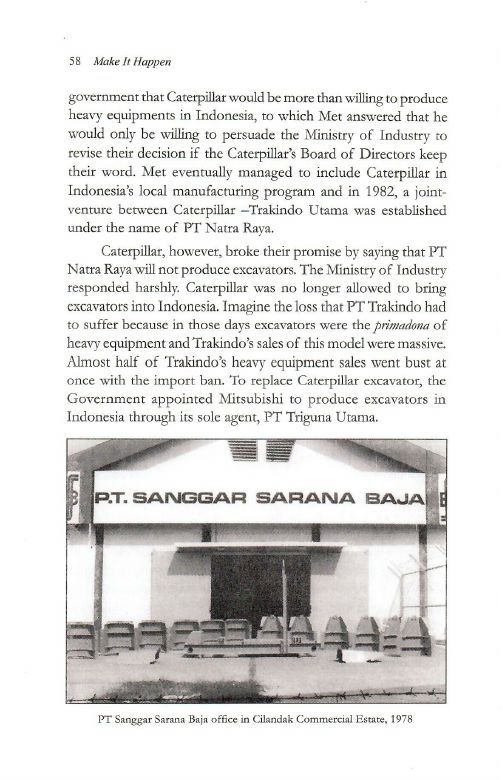 58 Make It Happen
government that Caterpillar would be more than willing to produce
heavy equipments in Indonesia, to which Met answered that he
would only be willing to persuade the Ministry of Industry to
revise their decision if the Caterpillar's Board of Directors keep
their word. Met eventually managed to include Caterpillar in
Indonesia's local manufacturing program and in 1982, a joint-
venture between Caterpillar –Trakindo Utama was established
under the name of PT Natra Raya.
Caterpillar, however, broke their promise by saying that PT
Natra Raya will not produce excavators. The Ministry of Industry
responded harshly. Caterpillar was no longer allowed to bring
excavators into Indonesia. Imagine the loss that PT Trakindo had
to suffer because in those days excavators were the primadona of
heavy equipment and Trakindo's sales of this model were massive.
Almost half of Trakindo's heavy equipment sales went bust at
once with the import ban. To replace Caterpillar excavator, the
Government appointed Mitsubishi to produce excavators in
Indonesia through its sole agent, PT Triguna Utama.
P.T. SANGGAR SARANA BAJA
PT Sanggar Sarana Baja office in Cilandak Commercial Estate, 1978